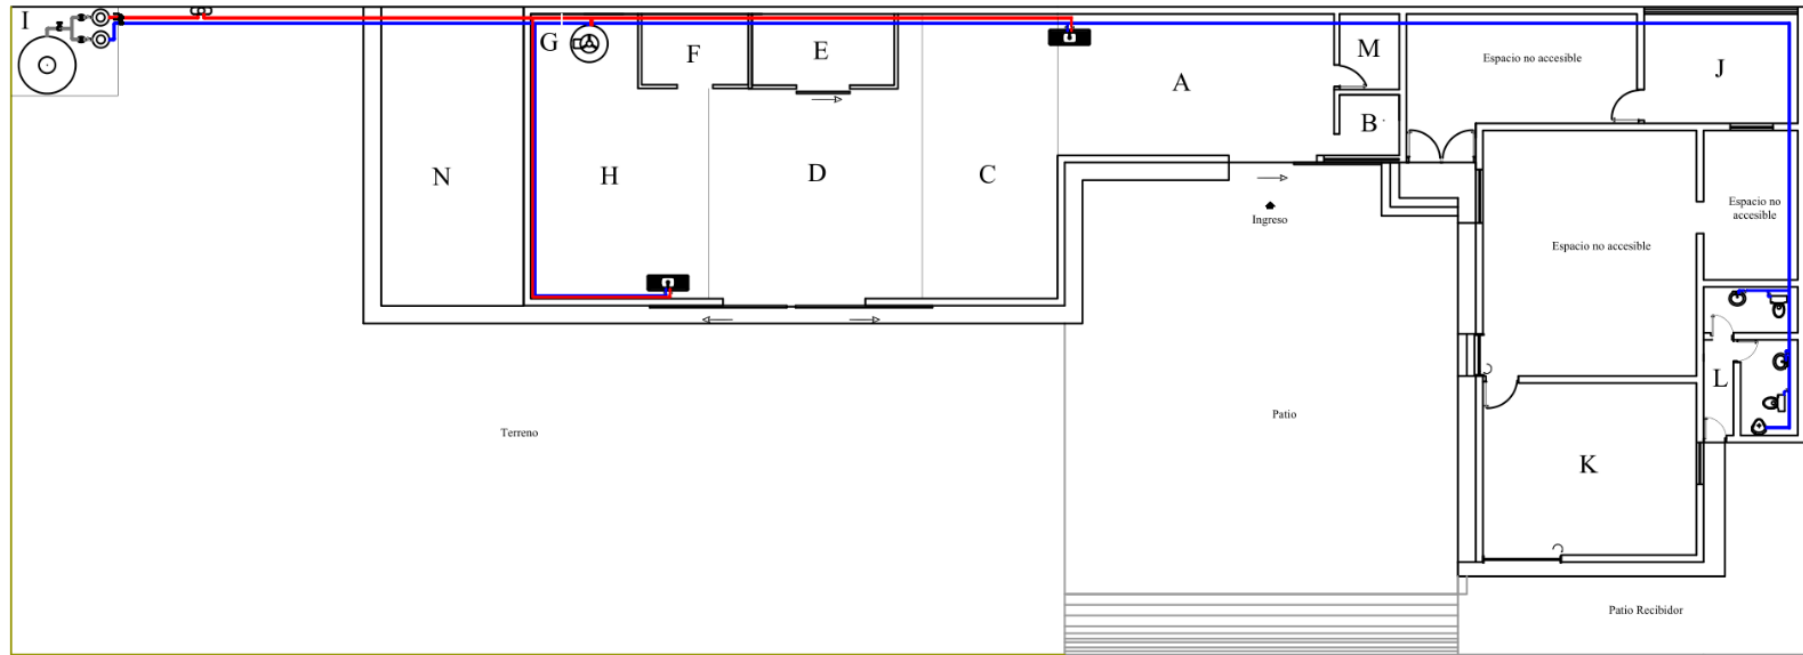 I
G
F
E
M
Espacio no accesible
J
A
B
N
H
D
C
Ingreso
Espacio no
accesible
Espacio no accesible
L
Terreno
Patio
K
Patio Recibidor